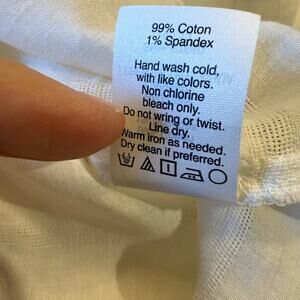 99% Coton
1% Spandex
Hand wash cold,
with like colors.
Non chlorine
bleach only.
Do not wring or twist.
Line dry.
Warm iron as needed.
Dry clean if preferred.